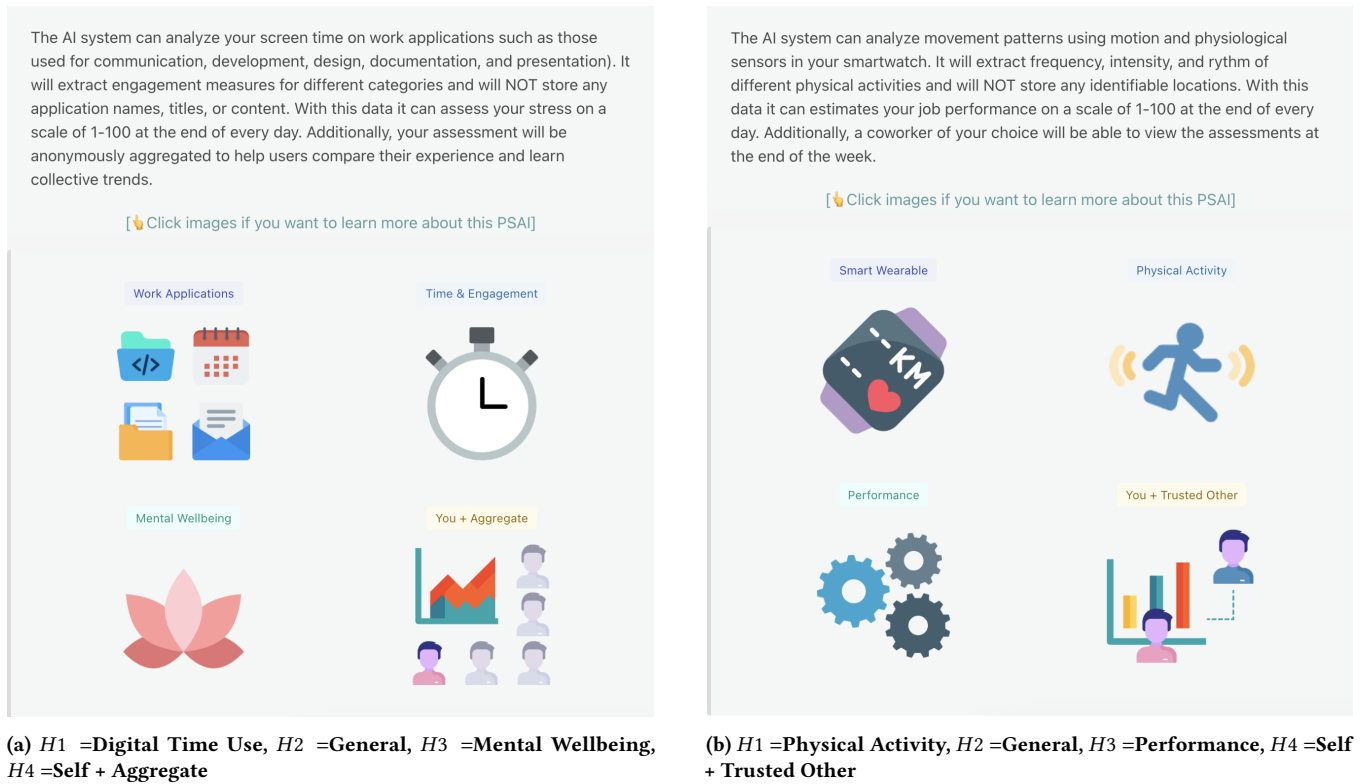 The AI system can analyze your screen time on work applications such as those
used for communication, development, design, documentation, and presentation). It
will extract engagement measures for different categories and will NOT store any
application names, titles, or content. With this data it can assess your stress on a
scale of 1-100 at the end of every day. Additionally, your assessment will be
anonymously aggregated to help users compare their experience and learn
collective trends.
[👆Click images if you want to learn more about this PSAI]
Work Applications
Time & Engagement
</>
Mental Wellbeing
You + Aggregate
(a) H1 =Digital Time Use, H2 =General, H3 =Mental Wellbeing,
H4 =Self + Aggregate
The AI system can analyze movement patterns using motion and physiological
sensors in your smartwatch. It will extract frequency, intensity, and rythm of
different physical activities and will NOT store any identifiable locations. With this
data it can estimates your job performance on a scale of 1-100 at the end of every
day. Additionally, a coworker of your choice will be able to view the assessments at
the end of the week.
[👆Click images if you want to learn more about this PSAI]
Smart Wearable
Physical Activity
KM
Performance
You + Trusted Other
(b) H1 =Physical Activity, H2 =General, H3 =Performance, H4 =Self
+ Trusted Other